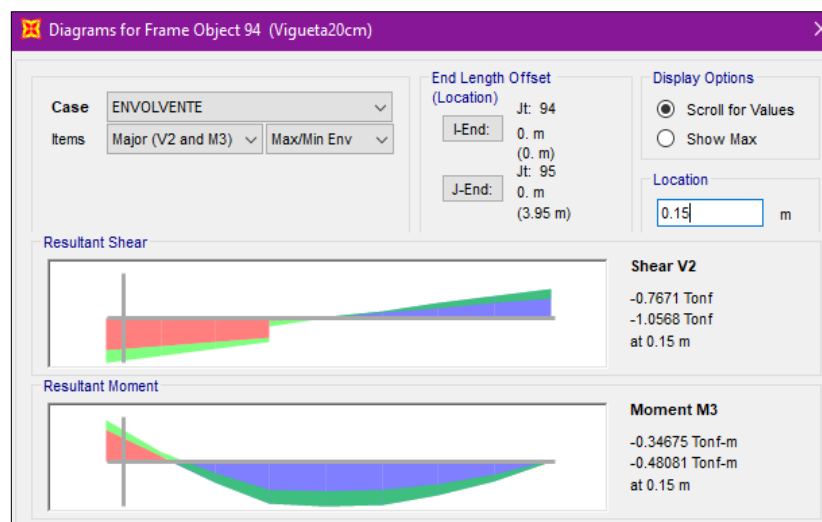 Diagrams for Frame Object 94 (Vigueta20cm)
Case ENVOLVENTE
Items Major (V2 and M3) Max/Min Env
End Length Offset
(Location)
Jt: 94
I-End: 0. m
(0. m)
Jt: 95
J-End: 0. m
(3.95 m)
Display Options
Scroll for Values
Show Max
Location
0.15 m
Resultant Shear
Shear V2
-0.7671 Tonf
-1.0568 Tonf
at 0.15 m
Resultant Moment
Moment M3
-0.34675 Tonf-m
-0.48081 Tonf-m
at 0.15 m